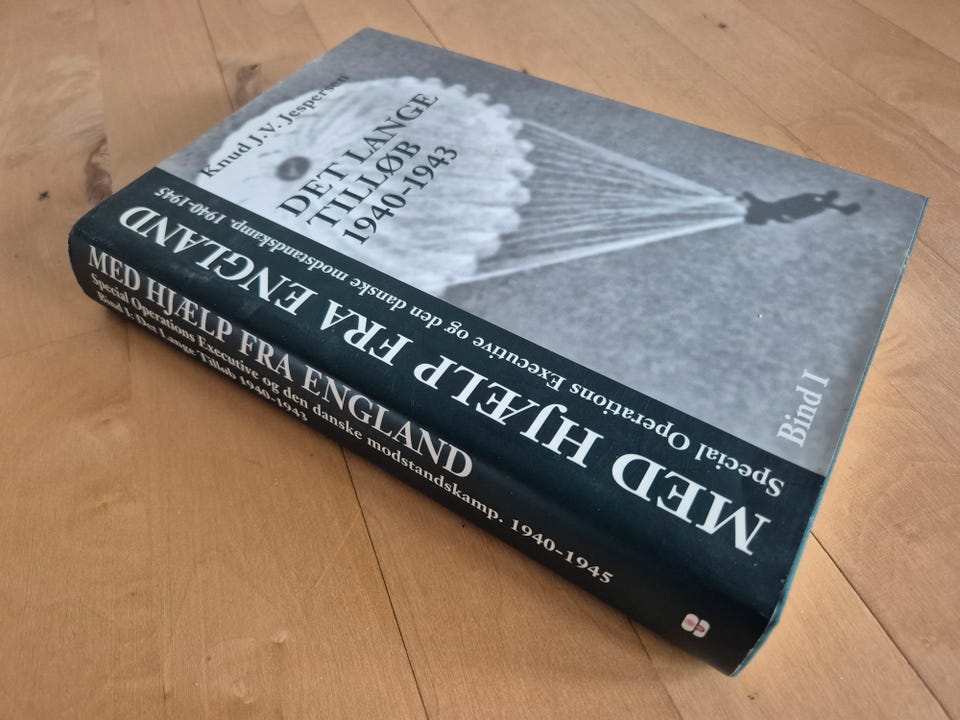 Knud J.V. Jespersen
DET LANGE
TILLØB
1940-1943
MED HJÆLP FRA ENGLAND
Special Operations Executive og den danske modstandskamp. 1940-1945
Bind I
MED HJÆLP FRA ENGLAND
Special Operations Executive og den danske modstandskamp. 1940-1945
Bind I: Det Lange Tilløb 1940-1943